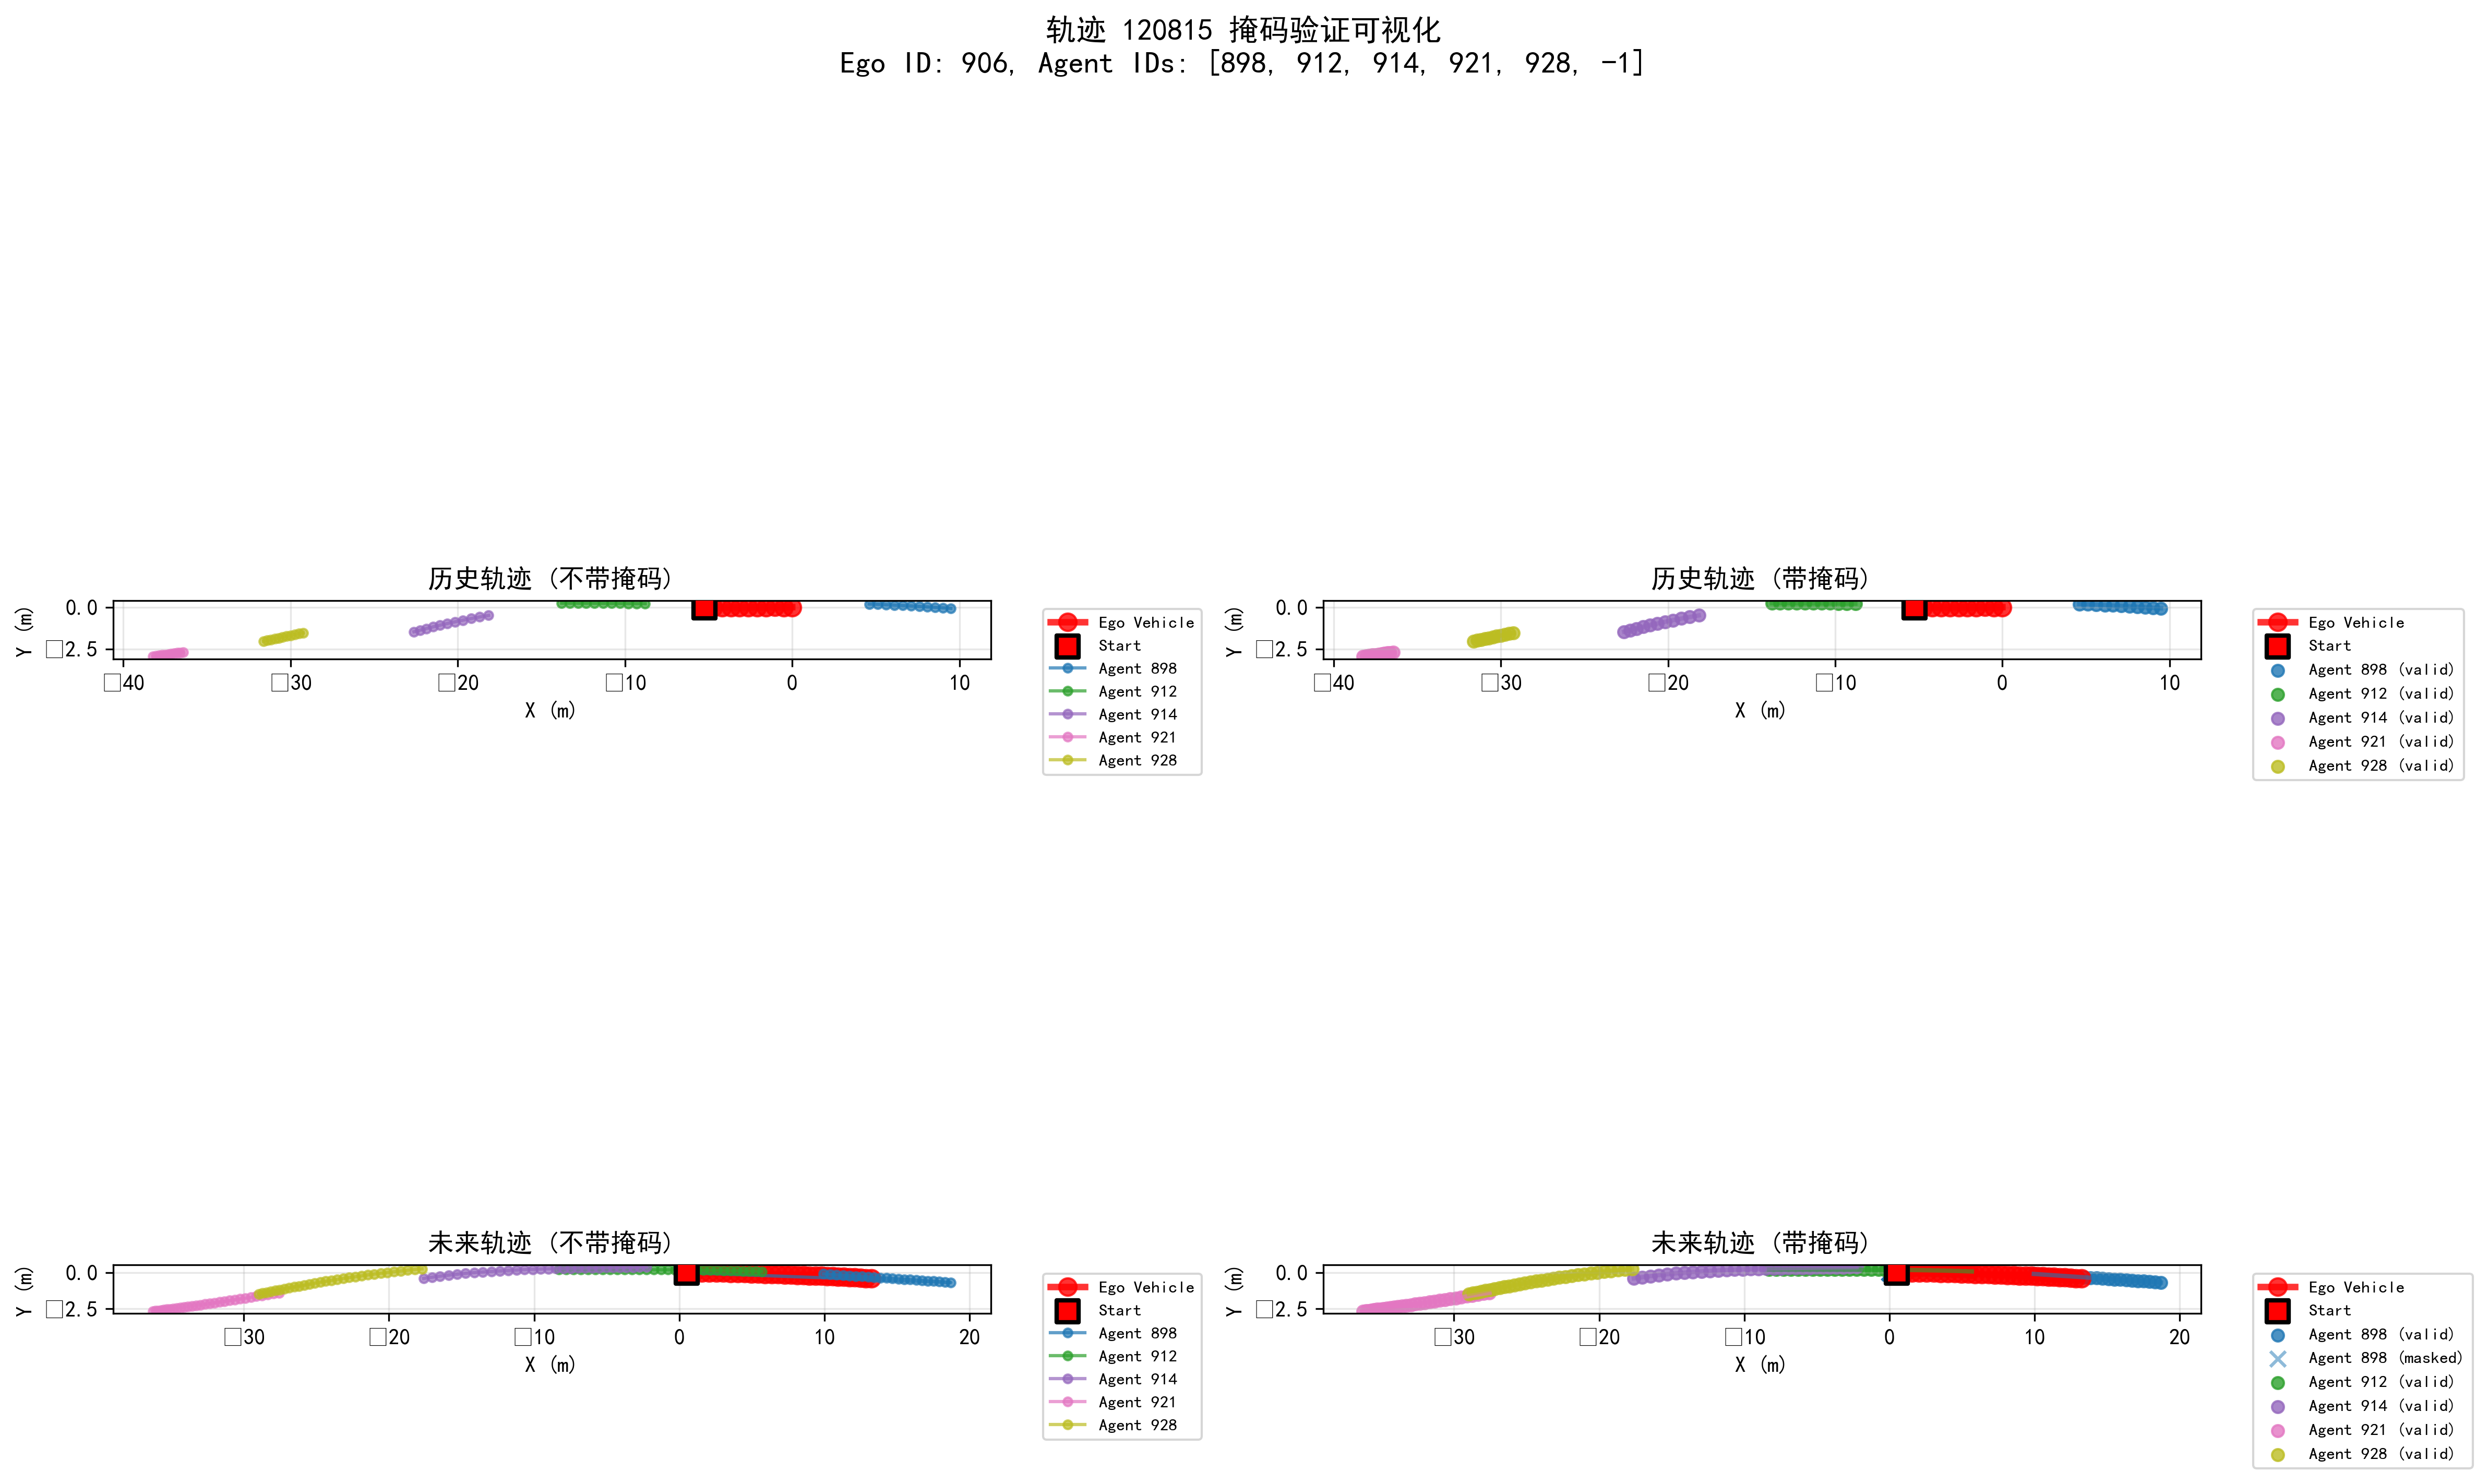 轨迹 120815 掩码验证可视化
Ego ID: 906, Agent IDs: [898, 912, 914, 921, 928, -1]
历史轨迹 (不带掩码)
Y (m)
0.0
□2.5
□40 □30 □20 □10 0 10
X (m)
Ego Vehicle
Start
Agent 898
Agent 912
Agent 914
Agent 921
Agent 928
历史轨迹 (带掩码)
Y (m)
0.0
□2.5
□40 □30 □20 □10 0 10
X (m)
Ego Vehicle
Start
Agent 898 (valid)
Agent 912 (valid)
Agent 914 (valid)
Agent 921 (valid)
Agent 928 (valid)
未来轨迹 (不带掩码)
Y (m)
0.0
□2.5
□30 □20 □10 0 10 20
X (m)
Ego Vehicle
Start
Agent 898
Agent 912
Agent 914
Agent 921
Agent 928
未来轨迹 (带掩码)
Y (m)
0.0
□2.5
□30 □20 □10 0 10 20
X (m)
Ego Vehicle
Start
Agent 898 (valid)
Agent 898 (masked)
Agent 912 (valid)
Agent 914 (valid)
Agent 921 (valid)
Agent 928 (valid)